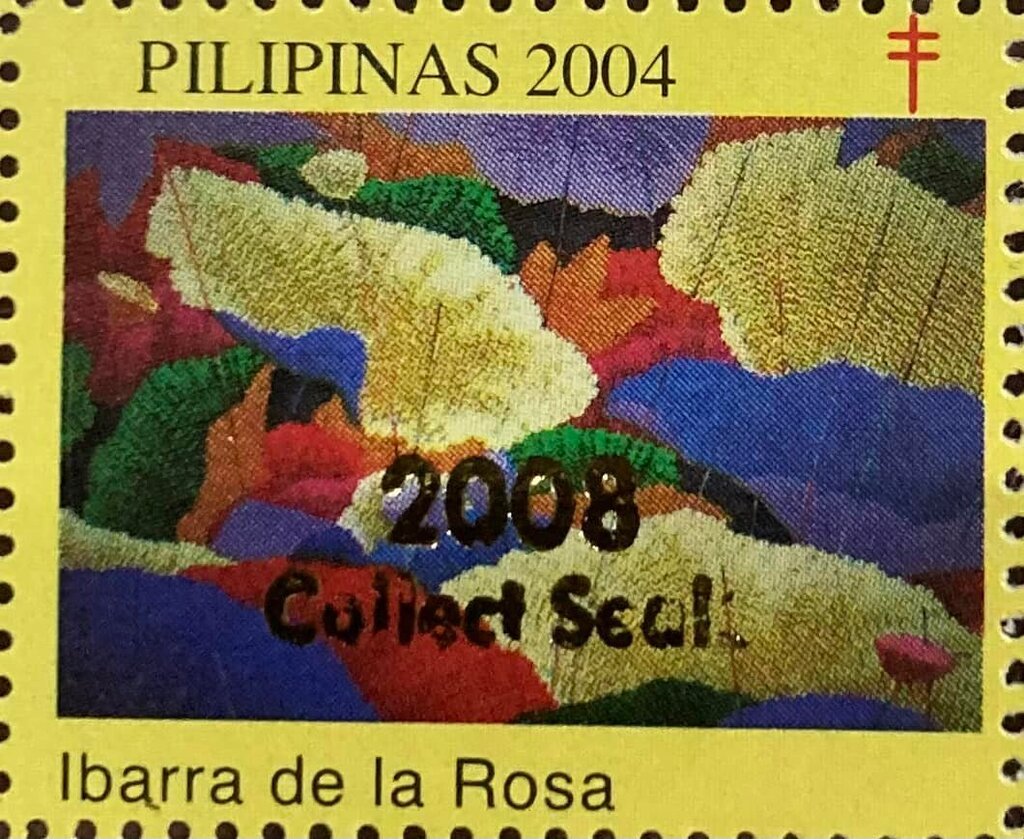 PILIPINAS 2004
2008
Collect Seal
Ibarra de la Rosa